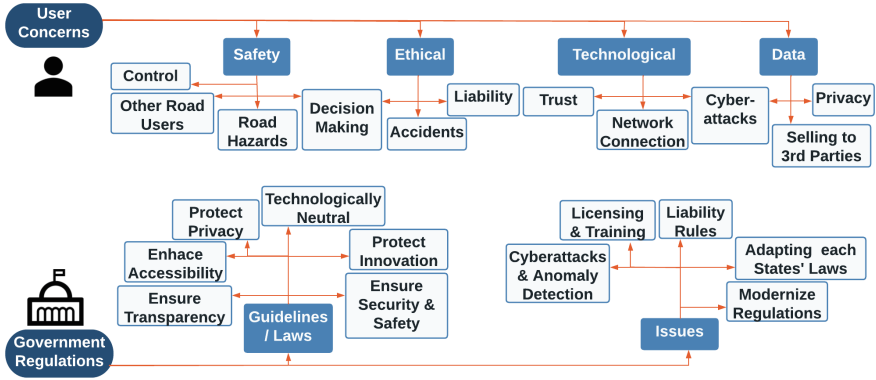 User
Concerns
Safety
Ethical
Technological
Data
Control
Other Road
Users
Road
Hazards
Decision
Making
Liability
Accidents
Trust
Network
Connection
Cyber-
attacks
Privacy
Selling to
3rd Parties
Protect
Privacy
Technologically
Neutral
Enhace
Accessibility
Protect
Innovation
Ensure
Transparency
Ensure
Security &
Safety
Guidelines
/ Laws
Licensing
& Training
Liability
Rules
Cyberattacks
& Anomaly
Detection
Adapting each
States' Laws
Modernize
Regulations
Issues
Government
Regulations